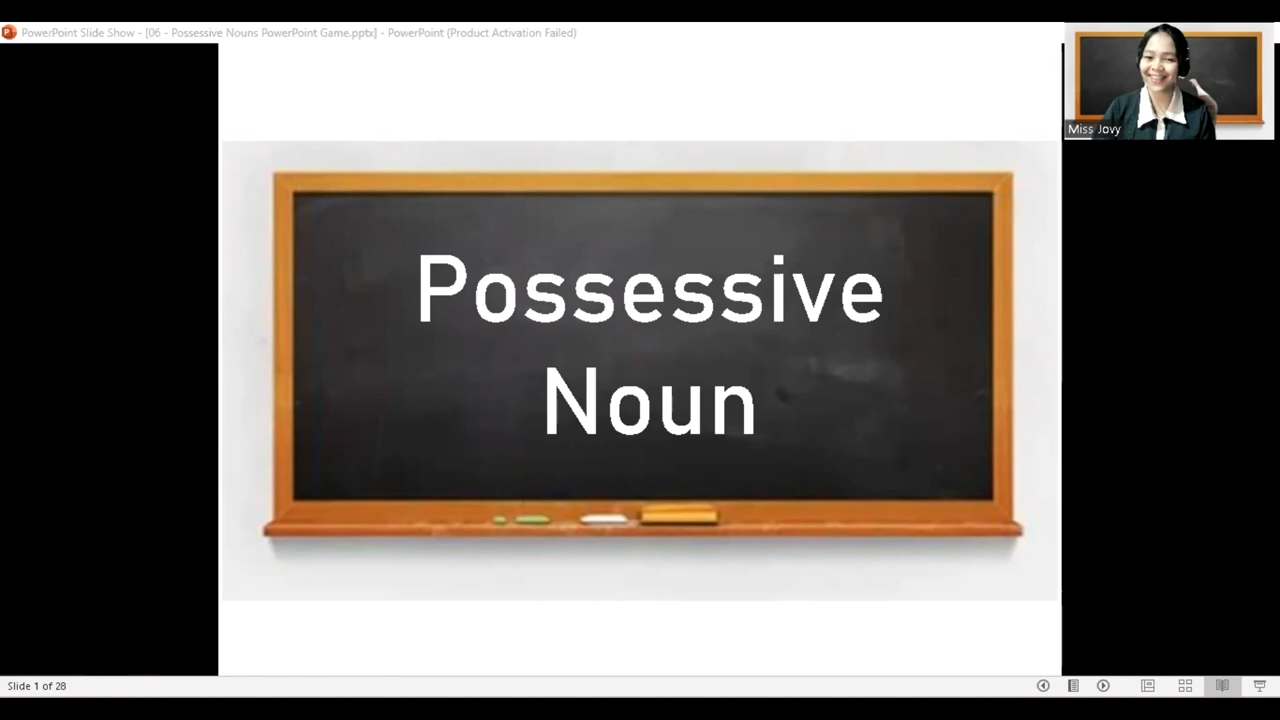 PowerPoint Slide Show - [06 - Possessive Nouns PowerPoint Game.pptx] - PowerPoint (Product Activation Failed)
Miss Jovy
Possessive
Noun
Slide 1 of 28